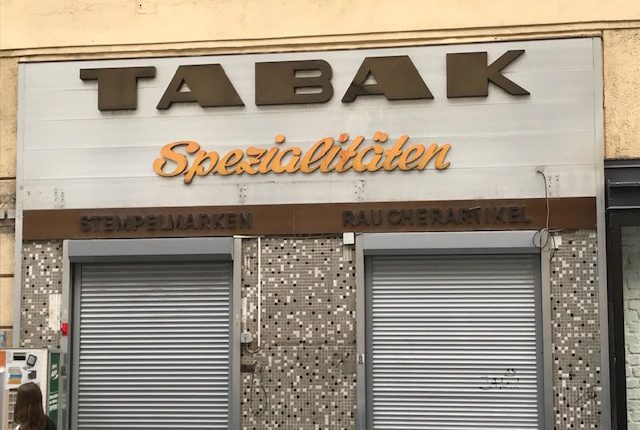 TABAK
Spezialitäten
STEMPELMARKEN RAUCHERARTIKEL